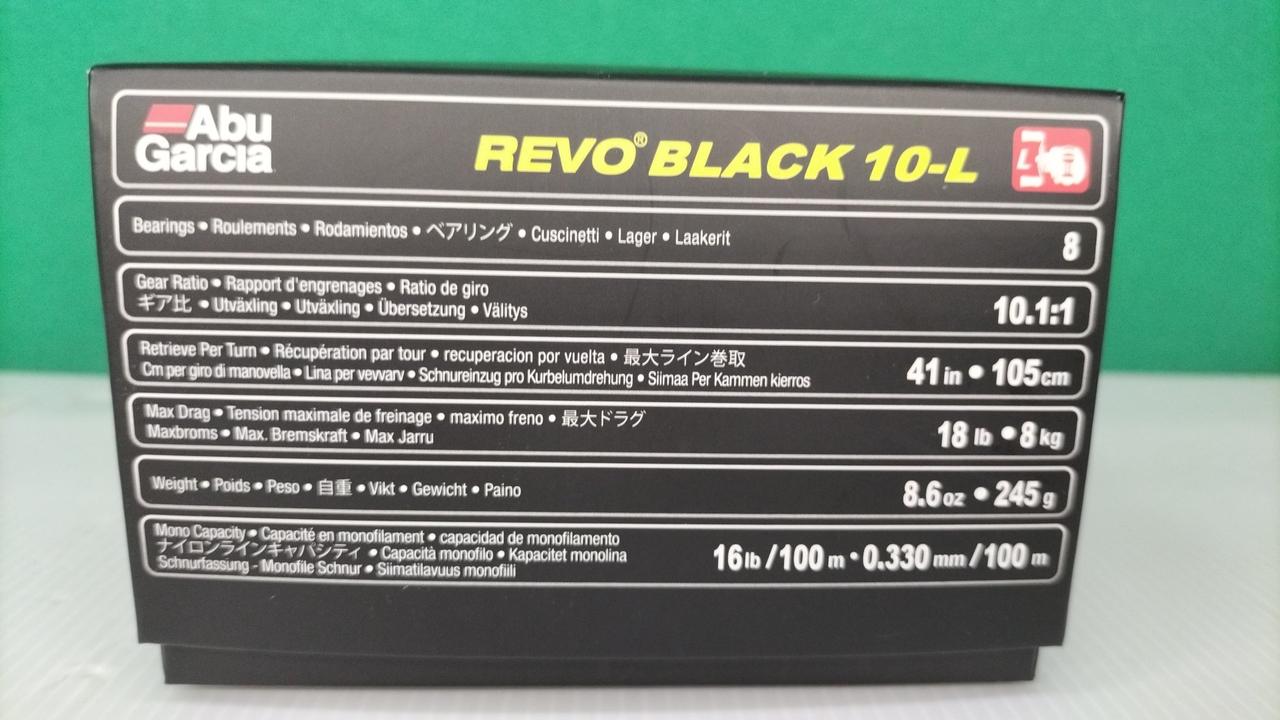 Abu
Garcia
REVO® BLACK 10-L
L
Bearings • Roulements • Rodamientos • ベアリング • Cuscinetti • Lager • Laakerit
8
Gear Ratio • Rapport d'engrenages • Ratio de giro
ギア比 • Utväxling • Utväxling • Übersetzung • Välitys
10.1:1
Retrieve Per Turn • Récupération par tour • recuperacion por vuelta • 最大ライン巻取
Cm per giro di manovella • Lina per vevvarv • Schnureinzug pro Kurbelumdrehung • Siimaa Per Kammen kierros
41 in • 105 cm
Max Drag • Tension maximale de freinage • maximo freno • 最大ドラグ
Maxbroms • Max. Bremskraft • Max Jarru
18 lb • 8 kg
Weight • Poids • Peso • 自重 • Vikt • Gewicht • Paino
8.6 oz • 245 g
Mono Capacity • Capacité en monofilament • capacidad de monofilamento
ナイロンラインキャパシティ • Capacità monofilo • Kapacitet monolina
Schnurfassung - Monofile Schnur • Siimatilavuus monofiili
16 lb / 100 m • 0.330 mm / 100 m